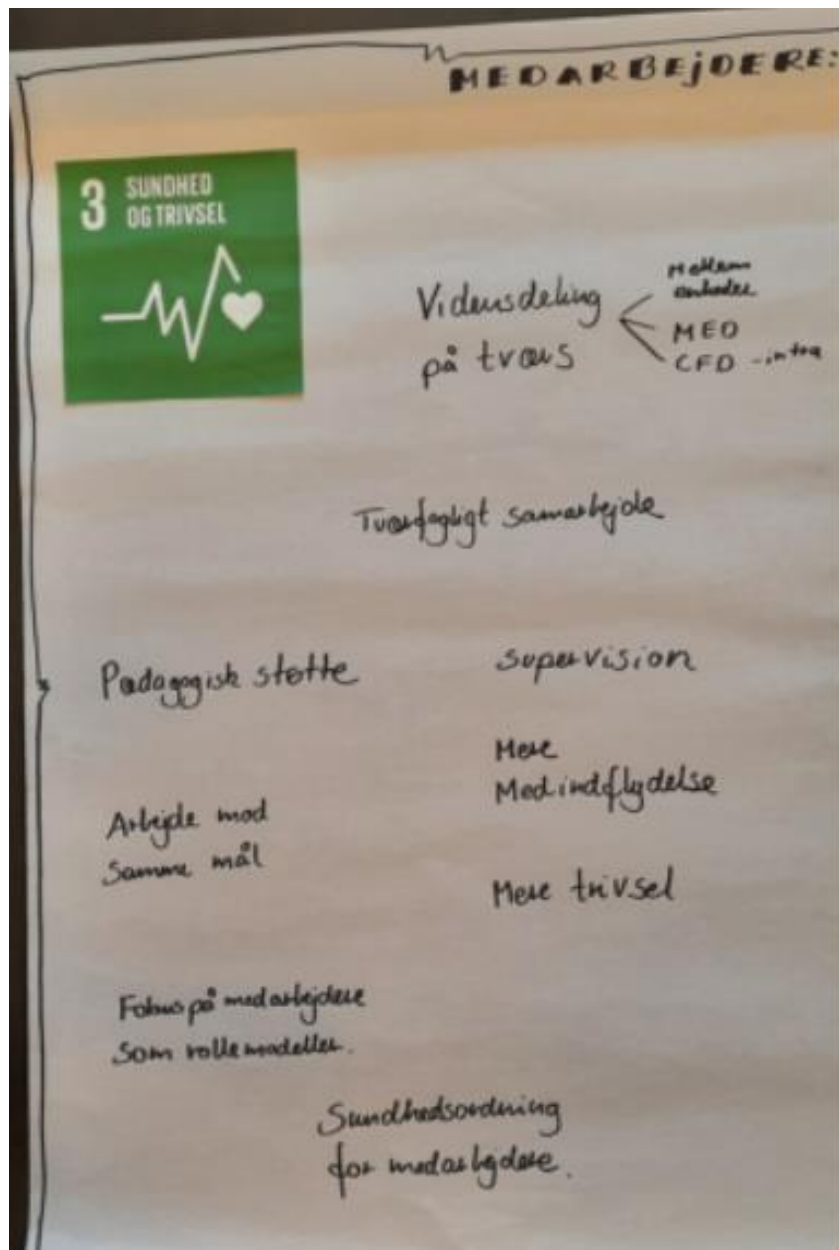 MEDARBEJDERE:
3 SUNDHED
OG TRIVSEL
Vidensdeling
på tværs
Mellem
enheder
MED
CFD - intra
Tværfagligt samarbejde
Pædagogisk støtte
Supervision
Mere
Medindflydelse
Arbejde mod
Samme mål
Mere trivsel
Fokus på medarbejdere
Som rollemodeller.
Sundhedsordning
for medarbejdere.